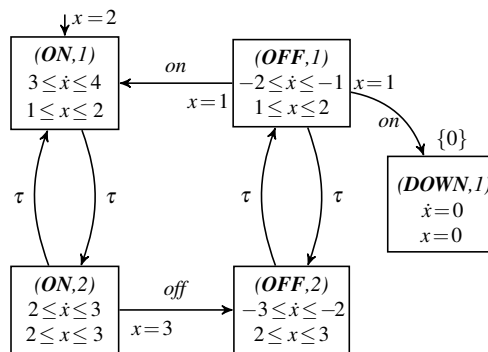 x=2
(ON,1)
3≤ẋ≤4
1≤x≤2
on
x=1
(OFF,1)
−2≤ẋ≤−1
1≤x≤2
x=1
on
{0}
(DOWN,1)
ẋ=0
x=0
τ
τ
τ
τ
(ON,2)
2≤ẋ≤3
2≤x≤3
off
x=3
(OFF,2)
−3≤ẋ≤−2
2≤x≤3